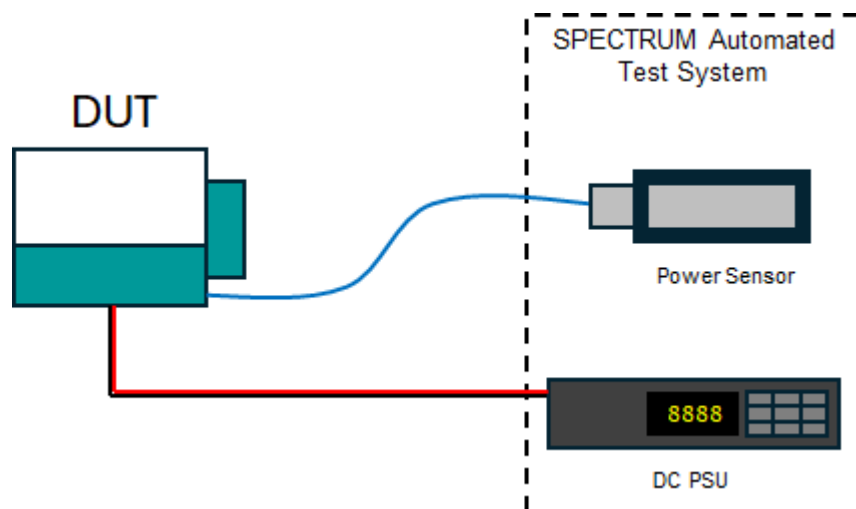 SPECTRUM Automated
Test System
DUT
Power Sensor
8888
DC PSU